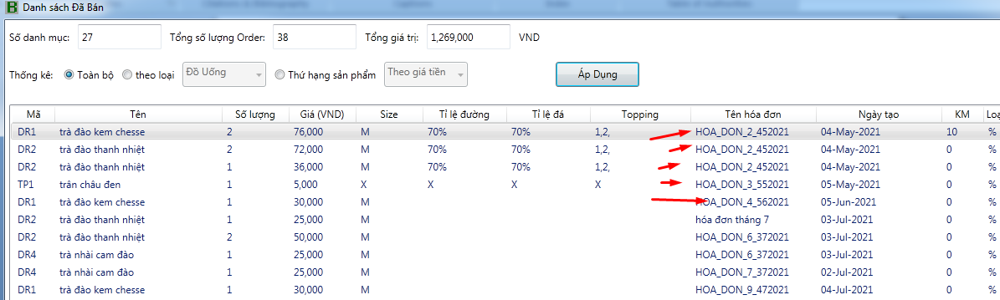 Danh sách Đã Bán
Số danh mục: 27 Tổng số lượng Order: 38 Tổng giá trị: 1,269,000 VND
Thống kê: Toàn bộ theo loại Đồ Uống Thứ hạng sản phẩm Theo giá tiền Áp Dụng
Mã Tên Số lượng Giá (VND) Size Tỉ lệ đường Tỉ lệ đá Topping Tên hóa đơn Ngày tạo KM Loạ
DR1 trà đào kem chesse 2 76,000 M 70% 70% 1,2, HOA_DON_2_452021 04-May-2021 10 %
DR2 trà đào thanh nhiệt 2 72,000 M 70% 70% 1,2, HOA_DON_2_452021 04-May-2021 0 %
DR2 trà đào thanh nhiệt 1 36,000 M 70% 70% 1,2, HOA_DON_2_452021 04-May-2021 0 %
TP1 trân châu đen 1 5,000 X X X X HOA_DON_3_552021 05-May-2021 0 %
DR1 trà đào kem chesse 1 30,000 M HOA_DON_4_562021 05-Jun-2021 0 %
DR2 trà đào thanh nhiệt 1 25,000 M hóa đơn tháng 7 03-Jul-2021 0 %
DR2 trà đào thanh nhiệt 2 50,000 M HOA_DON_6_372021 03-Jul-2021 0 %
DR4 trà nhài cam đào 1 25,000 M HOA_DON_6_372021 03-Jul-2021 0 %
DR4 trà nhài cam đào 1 25,000 M HOA_DON_7_372021 02-Jul-2021 0 %
DR1 trà đào kem chesse 1 30,000 M HOA_DON_9_472021 04-Jul-2021 0 %